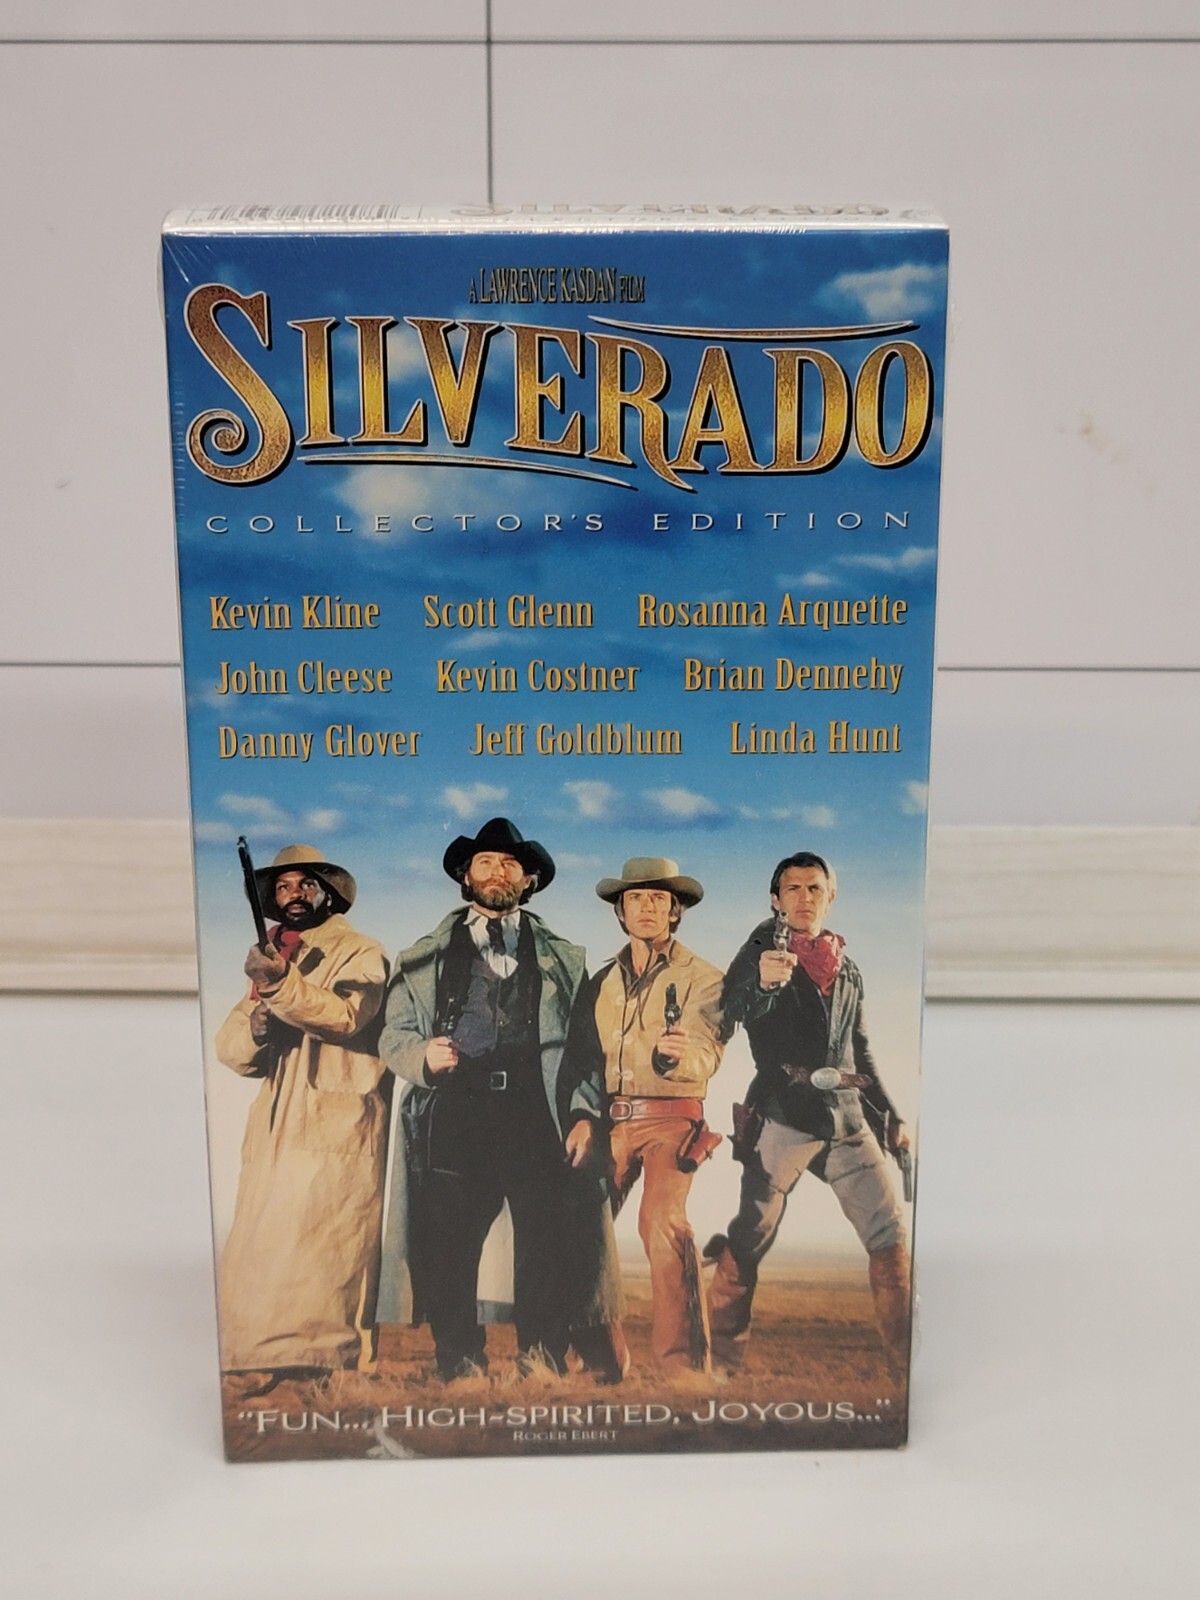 A LAWRENCE KASDAN FILM
SILVERADO
COLLECTOR'S EDITION
Kevin Kline Scott Glenn Rosanna Arquette
John Cleese Kevin Costner Brian Dennehy
Danny Glover Jeff Goldblum Linda Hunt
"FUN... HIGH-SPIRITED, JOYOUS..."
ROGER EBERT